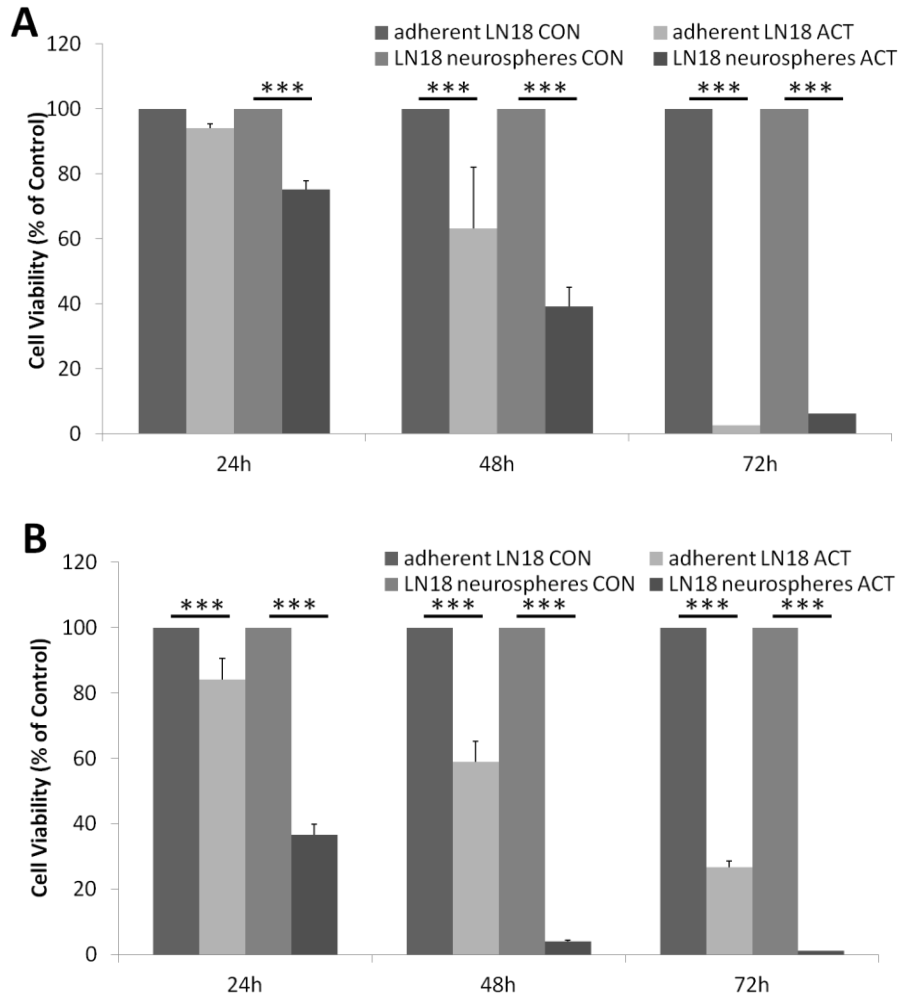 A
adherent LN18 CON adherent LN18 ACT
LN18 neurospheres CON LN18 neurospheres ACT
*** *** *** *** ***
Cell Viability (% of Control)
120
100
80
60
40
20
0
24h 48h 72h
B
adherent LN18 CON adherent LN18 ACT
LN18 neurospheres CON LN18 neurospheres ACT
*** *** *** *** *** ***
Cell Viability (% of Control)
120
100
80
60
40
20
0
24h 48h 72h